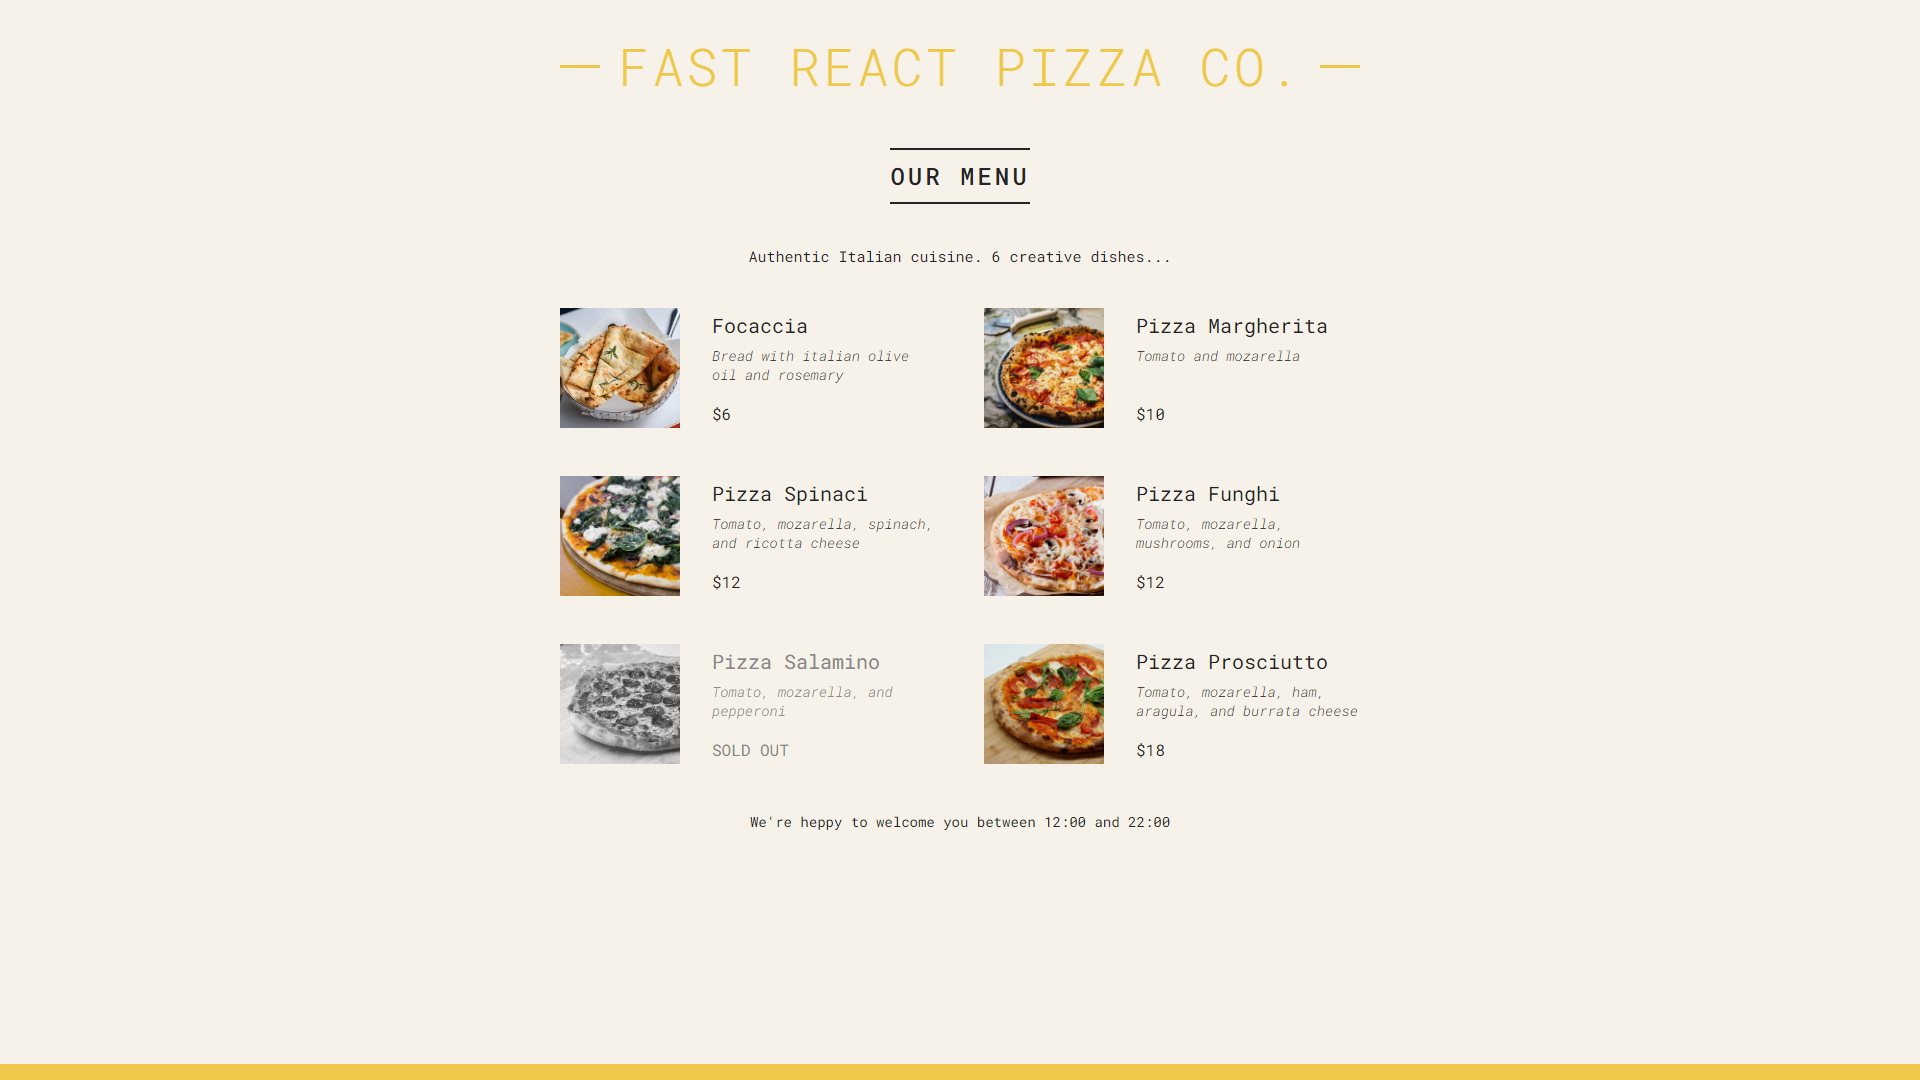 FAST REACT PIZZA CO.
OUR MENU
Authentic Italian cuisine. 6 creative dishes...
Focaccia
Bread with italian olive
oil and rosemary
$6
Pizza Margherita
Tomato and mozarella
$10
Pizza Spinaci
Tomato, mozarella, spinach,
and ricotta cheese
$12
Pizza Funghi
Tomato, mozarella,
mushrooms, and onion
$12
Pizza Salamino
Tomato, mozarella, and
pepperoni
SOLD OUT
Pizza Prosciutto
Tomato, mozarella, ham,
aragula, and burrata cheese
$18
We're heppy to welcome you between 12:00 and 22:00